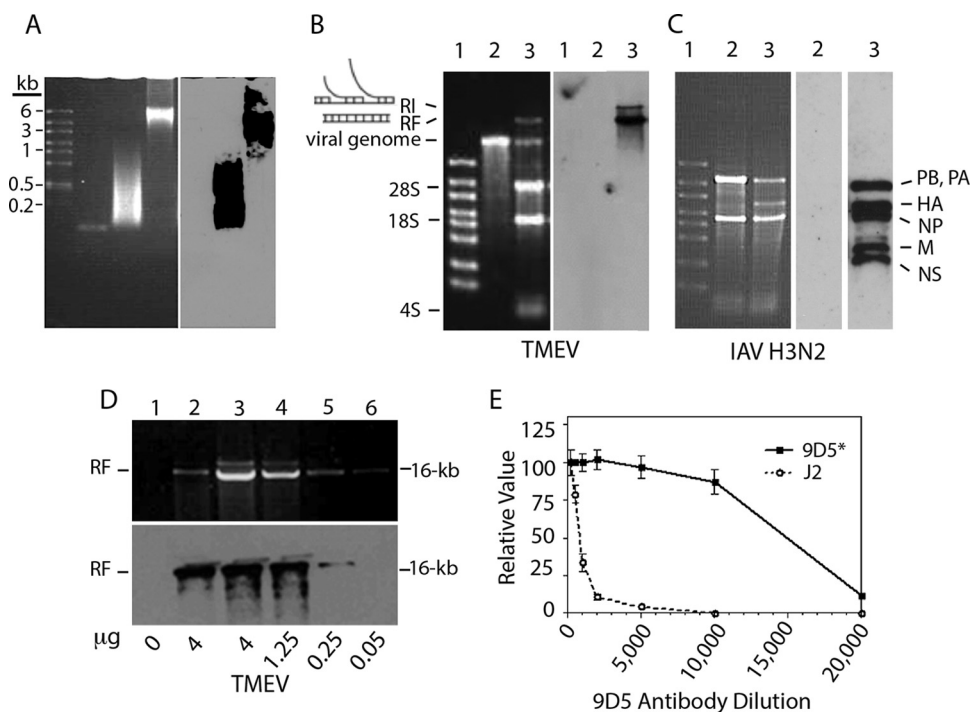 A
kb
6
3
1
0.5
0.2
B
1 2 3 1 2 3
RI
RF
viral genome
28S
18S
4S
TMEV
C
1 2 3 2 3
PB, PA
HA
NP
M
NS
IAV H3N2
D
1 2 3 4 5 6
RF
16-kb
RF
16-kb
µg 0 4 4 1.25 0.25 0.05
TMEV
E
125
100
75
50
25
0
Relative Value
9D5*
J2
0 5,000 10,000 15,000 20,000
9D5 Antibody Dilution